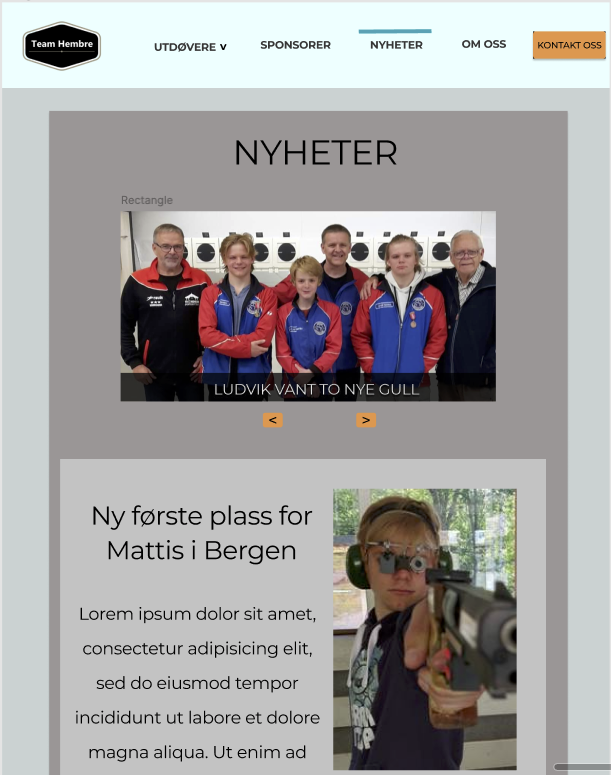 Team Hembre
UTDØVERE v
SPONSORER
NYHETER
OM OSS
KONTAKT OSS
NYHETER
Rectangle
LUDVIK VANT TO NYE GULL
< >
Ny første plass for
Mattis i Bergen
Lorem ipsum dolor sit amet,
consectetur adipisicing elit,
sed do eiusmod tempor
incididunt ut labore et dolore
magna aliqua. Ut enim ad